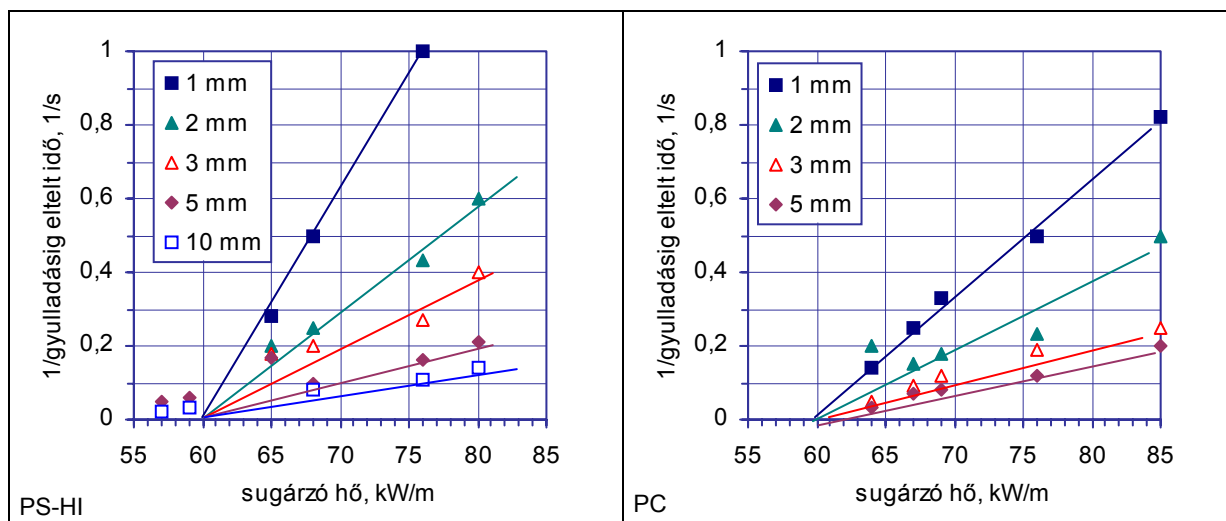 1
0,8
0,6
0,4
0,2
0
1/gyulladásig eltelt idő, 1/s
1 mm
2 mm
3 mm
5 mm
10 mm
55 60 65 70 75 80 85
sugárzó hő, kW/m
PS-HI
1
0,8
0,6
0,4
0,2
0
1/gyulladásig eltelt idő, 1/s
1 mm
2 mm
3 mm
5 mm
55 60 65 70 75 80 85
sugárzó hő, kW/m
PC